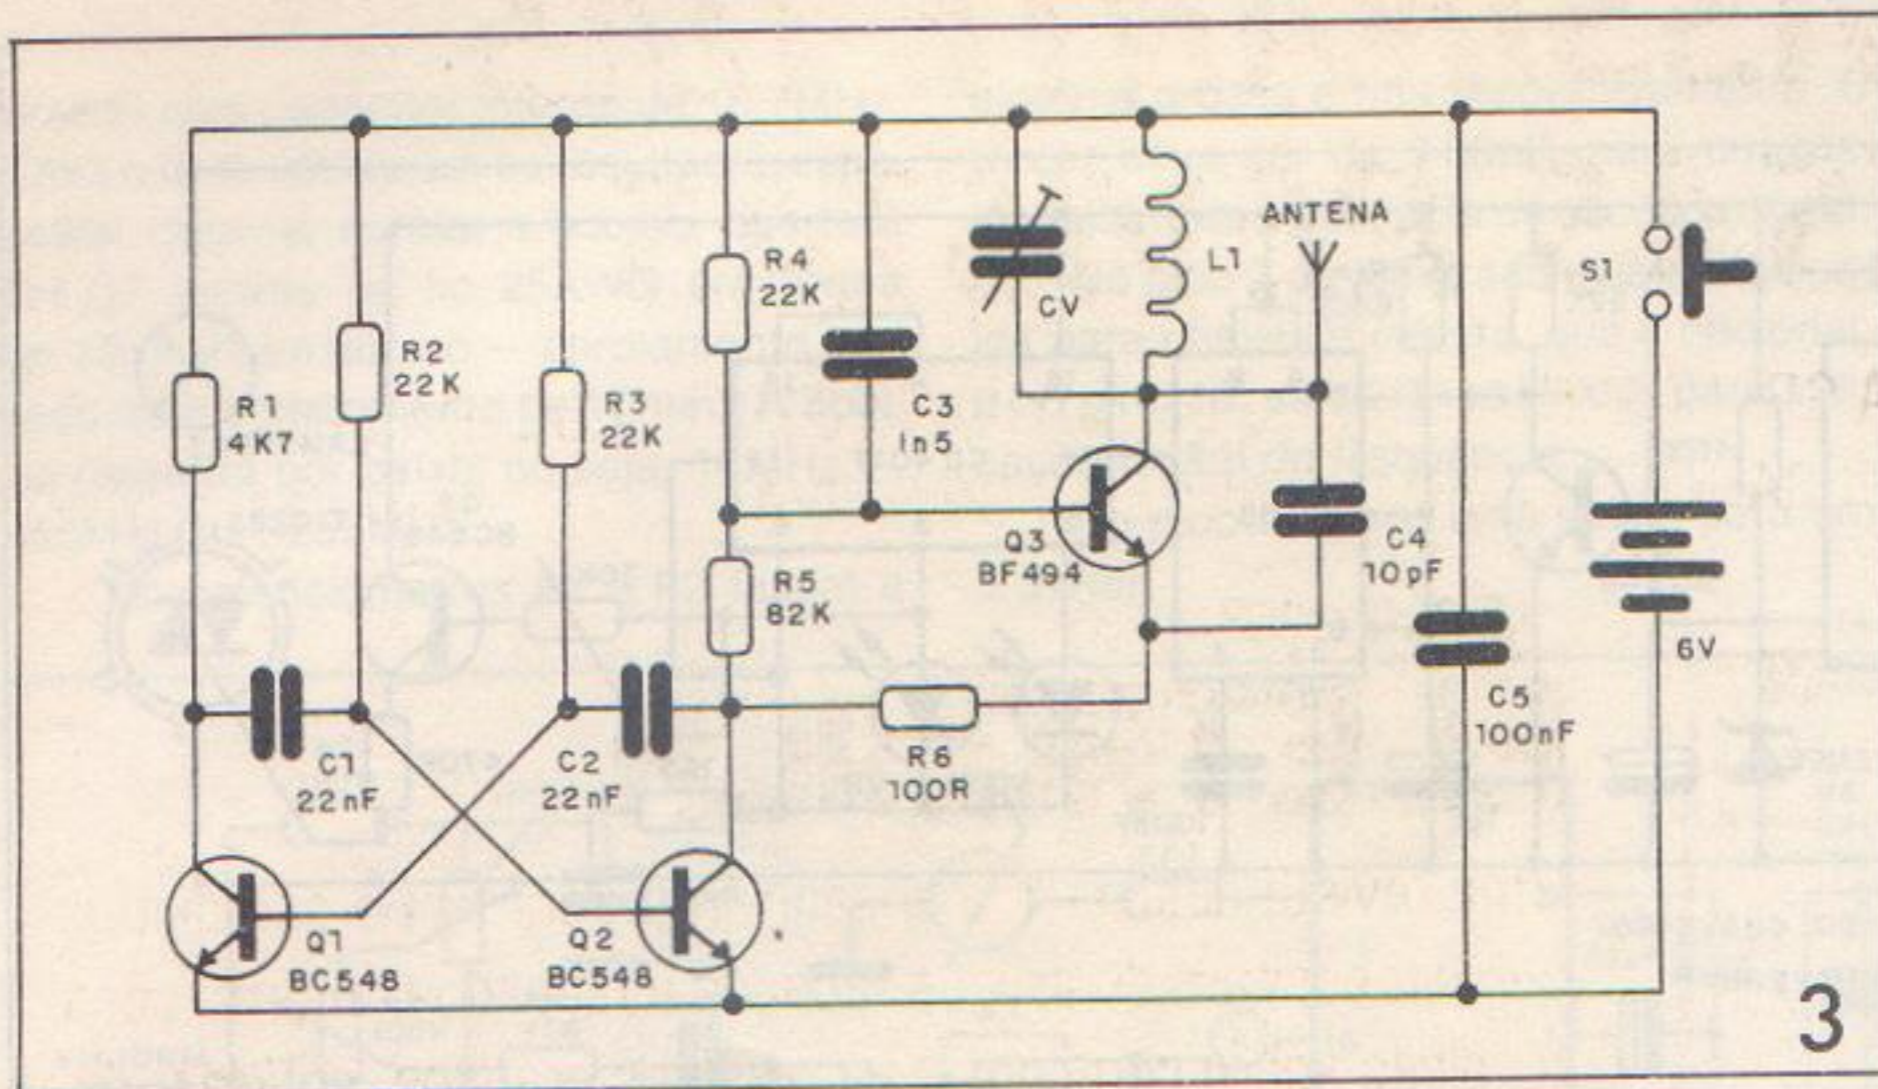 R1
4K7
R2
22K
R3
22K
R4
22K
C3
1n5
CV
L1
ANTENA
S1
R5
82K
Q3
BF494
C4
10pF
6V
C1
22nF
C2
22nF
R6
100R
C5
100nF
Q1
BC548
Q2
BC548
3